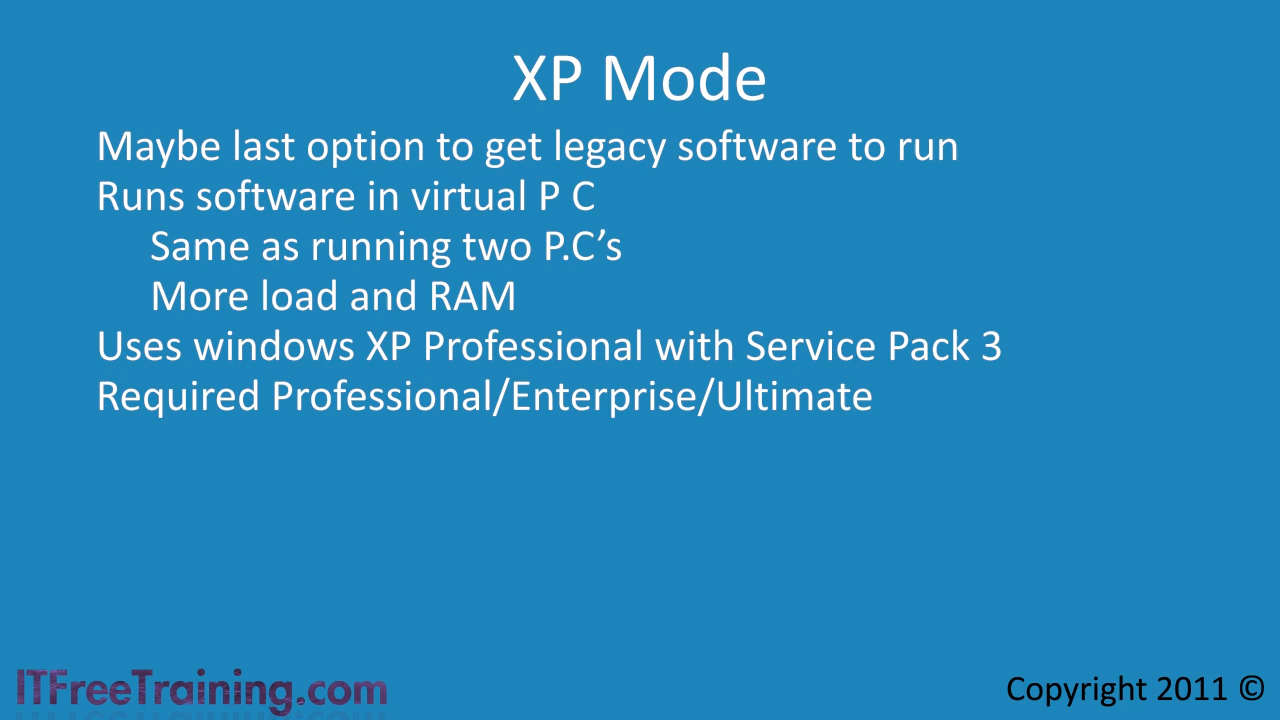 XP Mode
Maybe last option to get legacy software to run
Runs software in virtual P C
Same as running two P.C’s
More load and RAM
Uses windows XP Professional with Service Pack 3
Required Professional/Enterprise/Ultimate
ITFreeTraining.com
Copyright 2011 ©